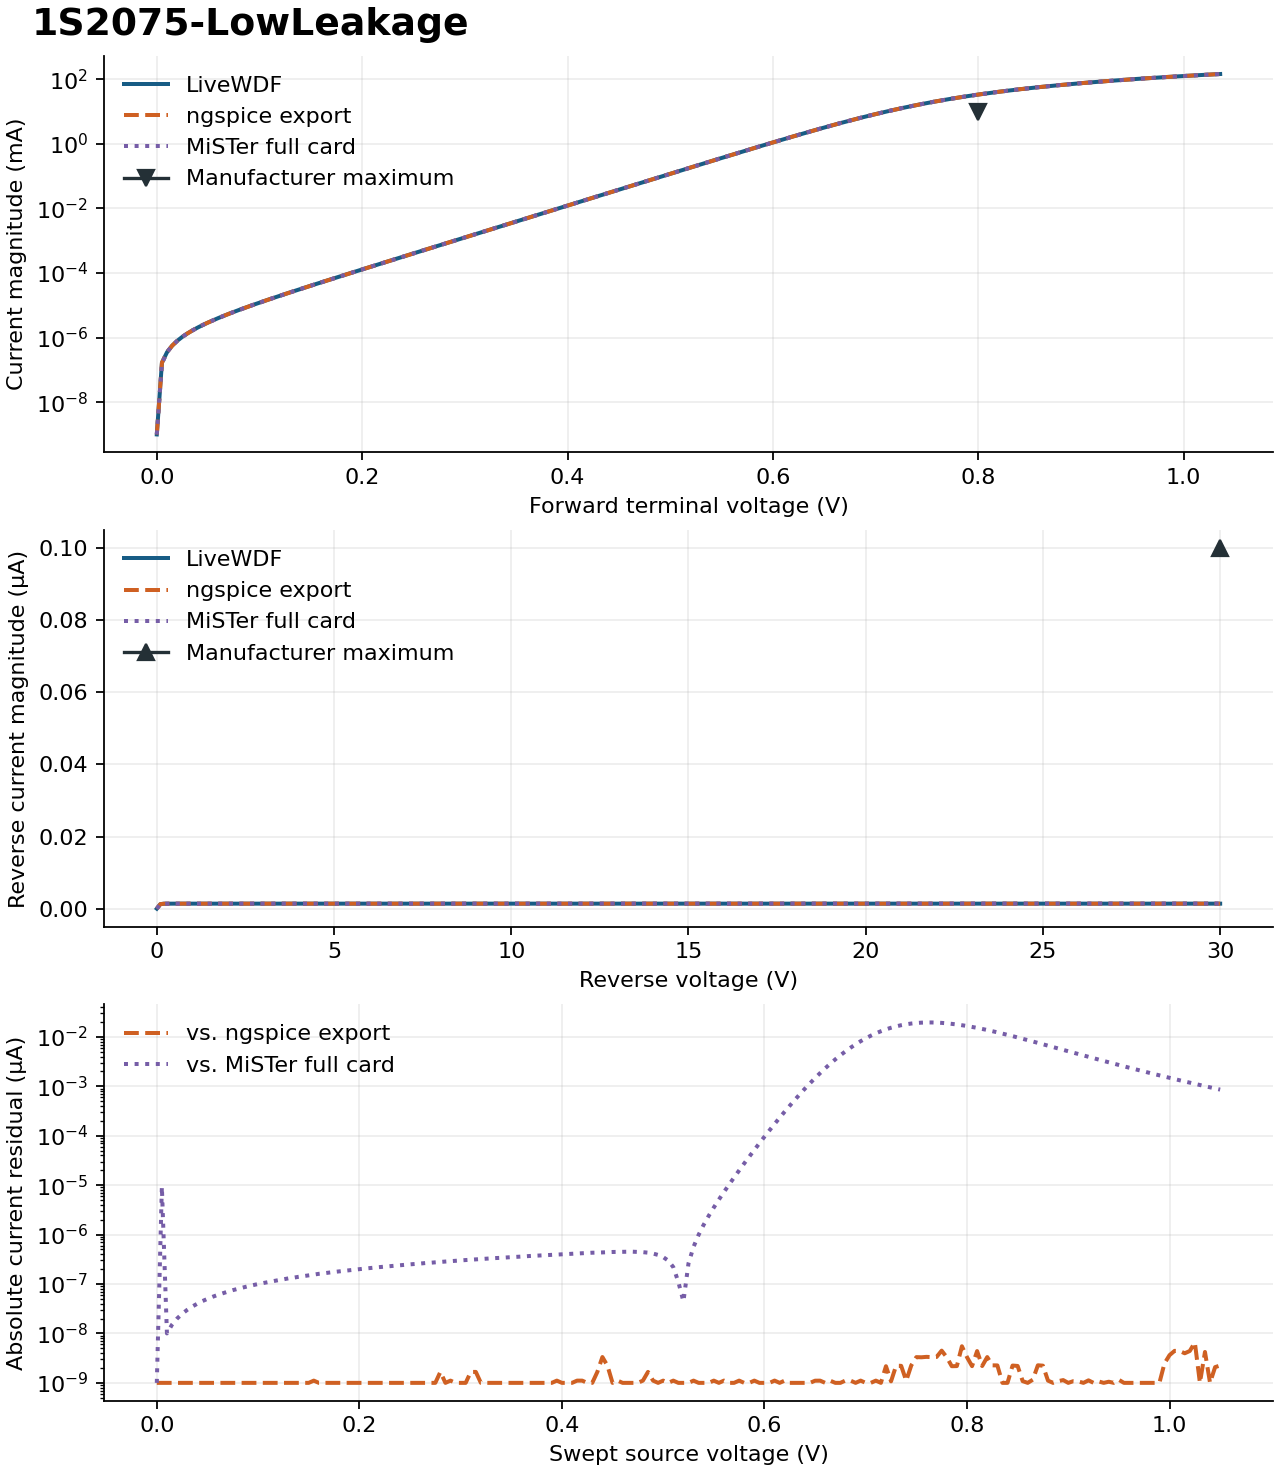 1S2075-LowLeakage
Current magnitude (mA)
10²
10⁰
10⁻²
10⁻⁴
10⁻⁶
10⁻⁸
LiveWDF
ngspice export
MiSTer full card
Manufacturer maximum
0.0 0.2 0.4 0.6 0.8 1.0
Forward terminal voltage (V)
Reverse current magnitude (µA)
0.10
0.08
0.06
0.04
0.02
0.00
LiveWDF
ngspice export
MiSTer full card
Manufacturer maximum
0 5 10 15 20 25 30
Reverse voltage (V)
Absolute current residual (µA)
10⁻²
10⁻³
10⁻⁴
10⁻⁵
10⁻⁶
10⁻⁷
10⁻⁸
10⁻⁹
vs. ngspice export
vs. MiSTer full card
0.0 0.2 0.4 0.6 0.8 1.0
Swept source voltage (V)